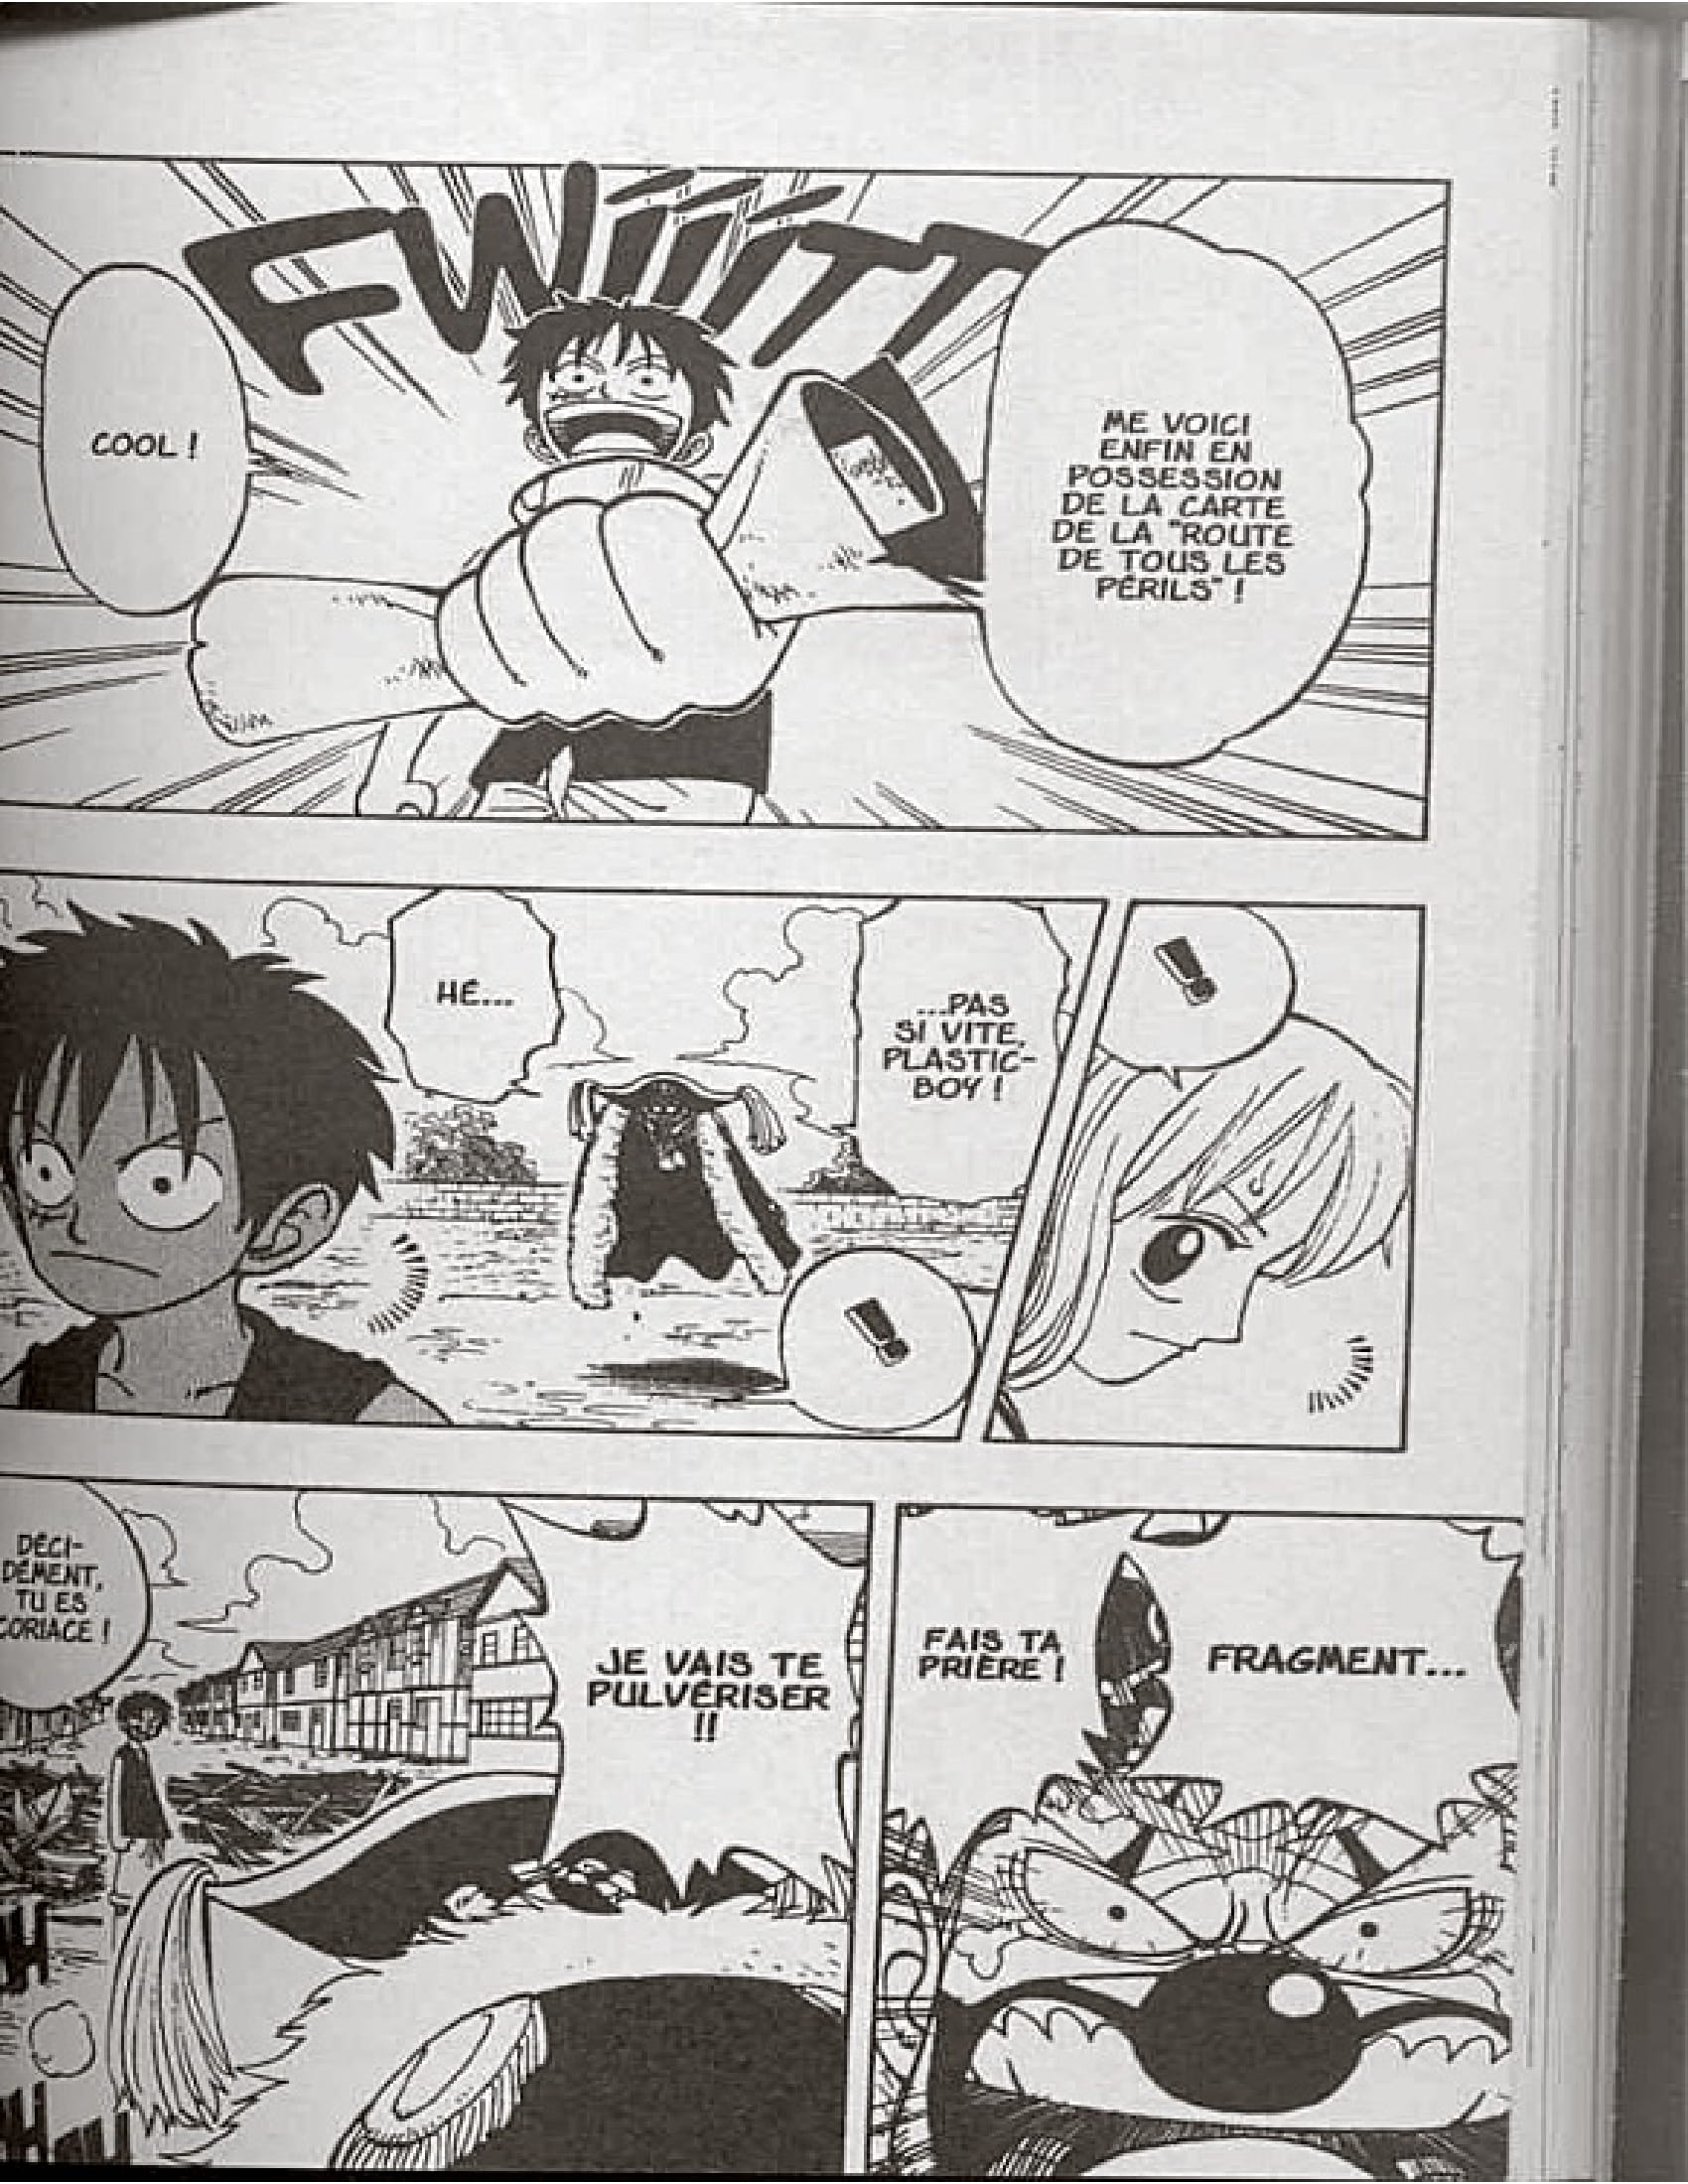 FWIIITT
ME VOICI
ENFIN EN
POSSESSION
DE LA CARTE
DE LA "ROUTE
DE TOUS LES
PÉRILS" !
COOL !
!
...PAS
SI VITE,
PLASTIC-
BOY !
HÉ...
!
FRAGMENT...
FAIS TA
PRIÈRE !
JE VAIS TE
PULVÉRISER
!!
DÉCI-
DÉMENT,
TU ES
CORIACE !